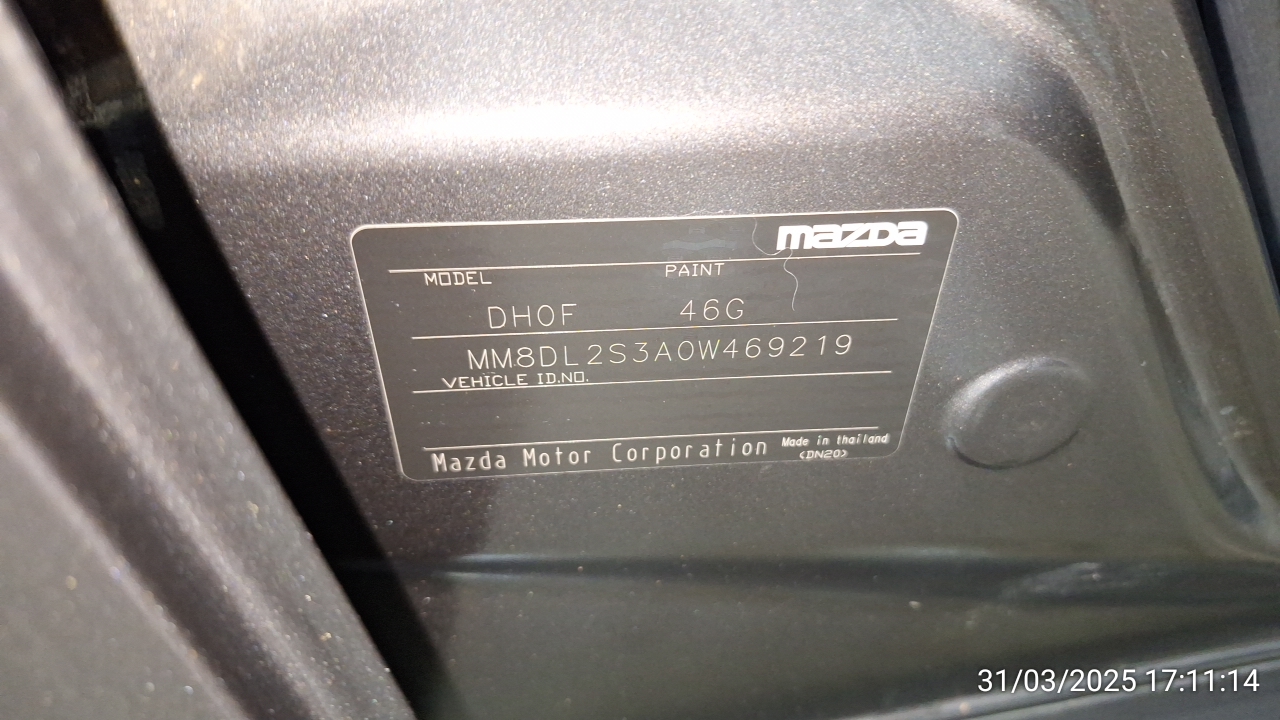 mazda
MODEL PAINT
DH0F 46G
MM8DL2S3A0W469219
VEHICLE ID.NO.
Mazda Motor Corporation Made in thailand
(DN20)
31/03/2025 17:11:14